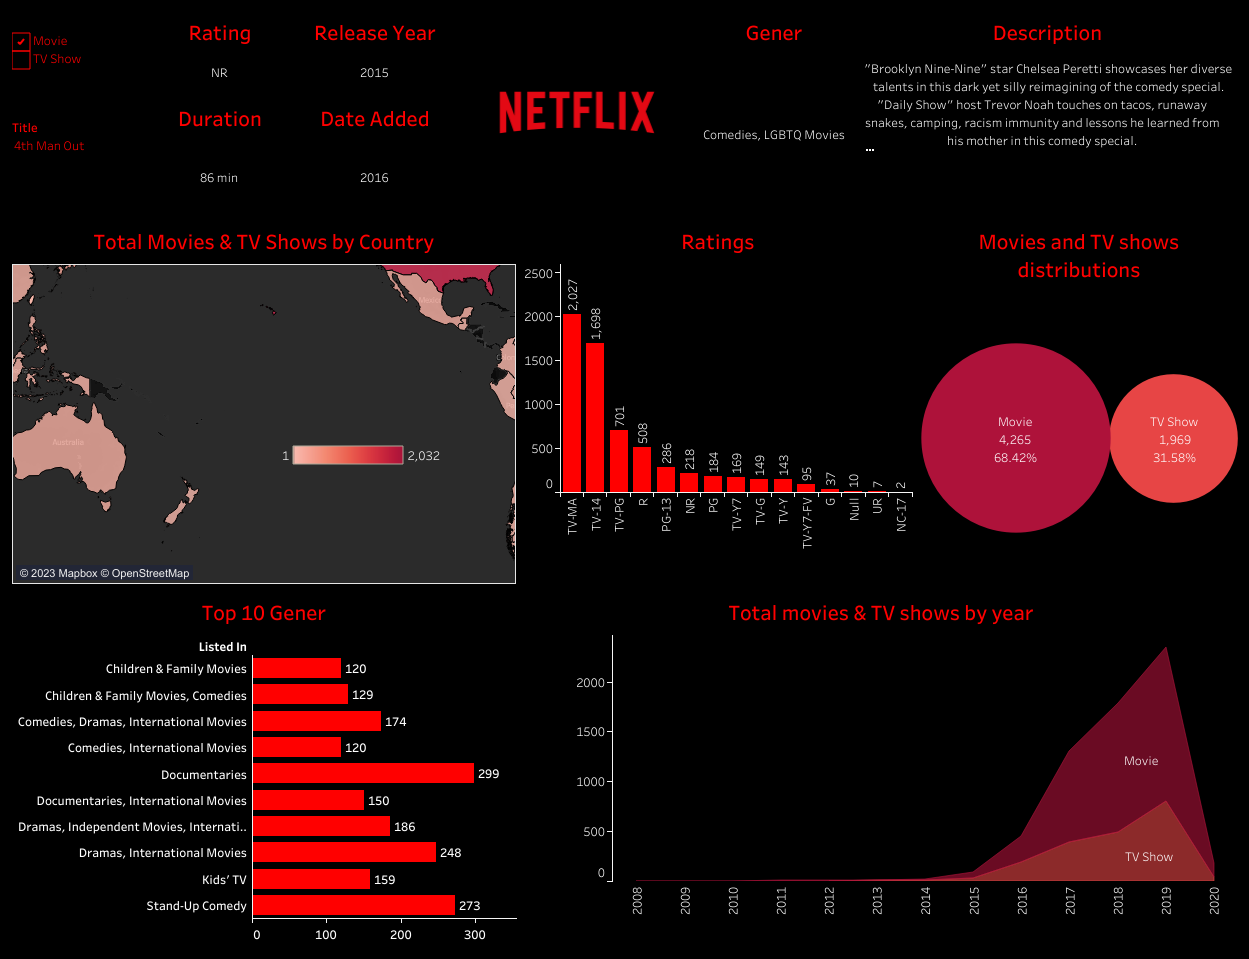 Movie
TV Show
Title
4th Man Out
Rating
NR
Release Year
2015
Duration
86 min
Date Added
2016
NETFLIX
Gener
Comedies, LGBTQ Movies
Description
"Brooklyn Nine-Nine" star Chelsea Peretti showcases her diverse
talents in this dark yet silly reimagining of the comedy special.
"Daily Show" host Trevor Noah touches on tacos, runaway
snakes, camping, racism immunity and lessons he learned from
his mother in this comedy special.
...
Total Movies & TV Shows by Country
Mexico
Australia
1
2,032
© 2023 Mapbox © OpenStreetMap
Ratings
2500
2000
1500
1000
500
0
2,027
1,698
701
508
286
218
184
169
149
143
95
37
10
7
2
TV-MA
TV-14
TV-PG
R
PG-13
NR
PG
TV-Y7
TV-G
TV-Y
TV-Y7-FV
G
Null
UR
NC-17
Movies and TV shows
distributions
Movie
4,265
68.42%
TV Show
1,969
31.58%
Top 10 Gener
Listed In
Children & Family Movies 120
Children & Family Movies, Comedies 129
Comedies, Dramas, International Movies 174
Comedies, International Movies 120
Documentaries 299
Documentaries, International Movies 150
Dramas, Independent Movies, Internati.. 186
Dramas, International Movies 248
Kids' TV 159
Stand-Up Comedy 273
0 100 200 300
Total movies & TV shows by year
2000
1500
1000
500
0
Movie
TV Show
2008
2009
2010
2011
2012
2013
2014
2015
2016
2017
2018
2019
2020